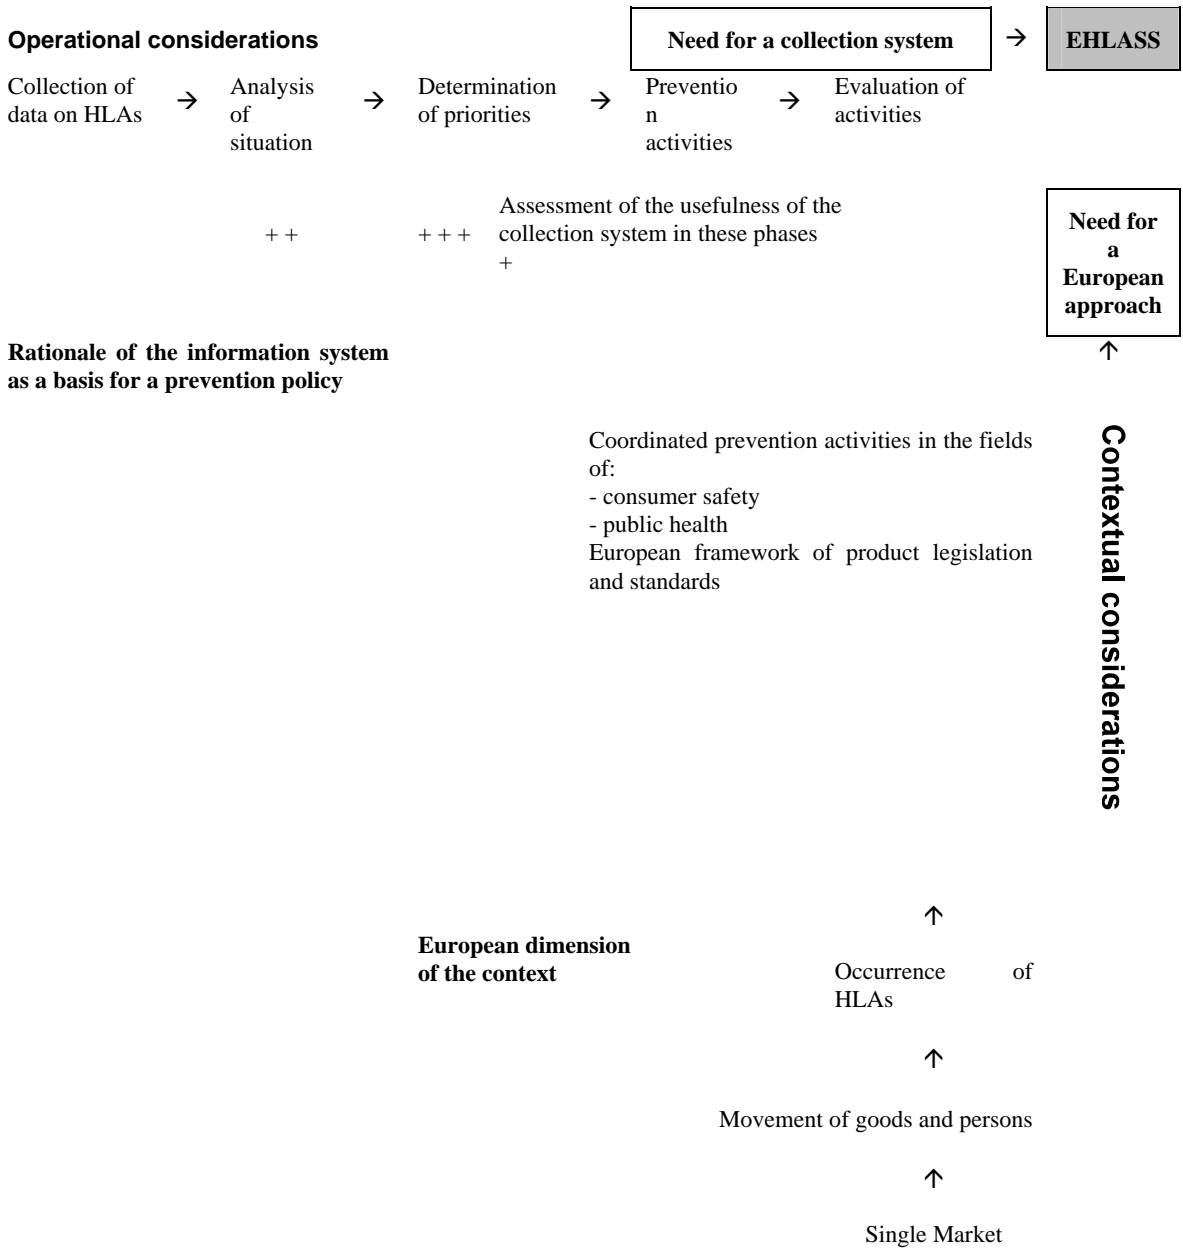 Operational considerations
Need for a collection system
→
EHLASS
Collection of
data on HLAs
→
Analysis
of
situation
→
Determination
of priorities
→
Preventio
n
activities
→
Evaluation of
activities
+ +
+ + +
Assessment of the usefulness of the
collection system in these phases
+
Need for
a
European
approach
↑
Rationale of the information system
as a basis for a prevention policy
Coordinated prevention activities in the fields
of:
- consumer safety
- public health
European framework of product legislation
and standards
Contextual considerations
↑
European dimension
of the context
Occurrence of
HLAs
↑
Movement of goods and persons
↑
Single Market